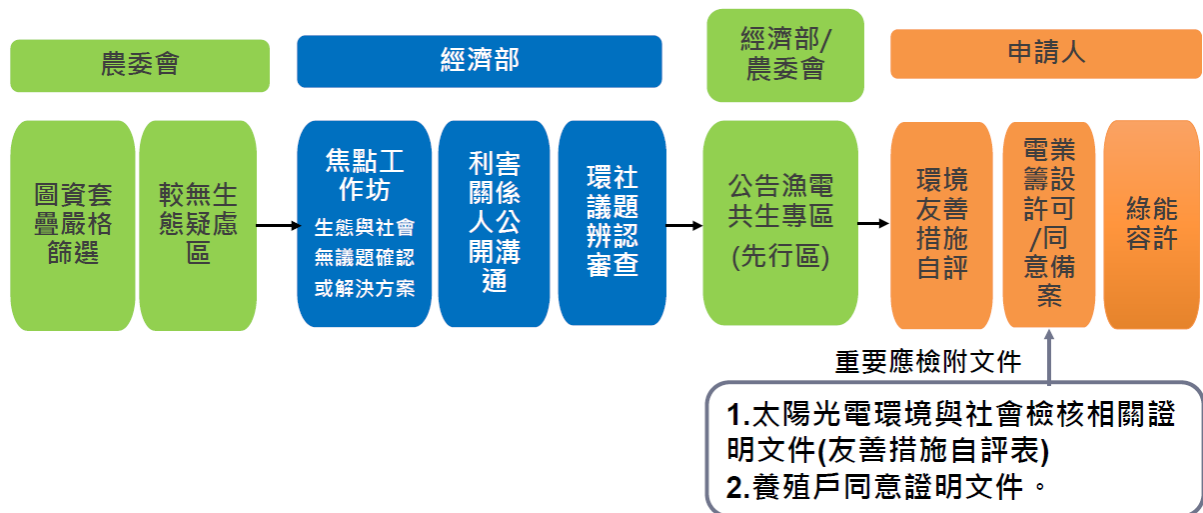 農委會
經濟部
經濟部/
農委會
申請人
圖資套
疊嚴格
篩選
較無生
態疑慮
區
焦點工
作坊
生態與社會
無議題確認
或解決方案
利害
關係
人公
開溝
通
環社
議題
辨認
審查
公告漁電
共生專區
(先行區)
環境
友善
措施
自評
電業
籌設
許可
/同
意備
案
綠能
容許
重要應檢附文件
1.太陽光電環境與社會檢核相關證
明文件(友善措施自評表)
2.養殖戶同意證明文件。